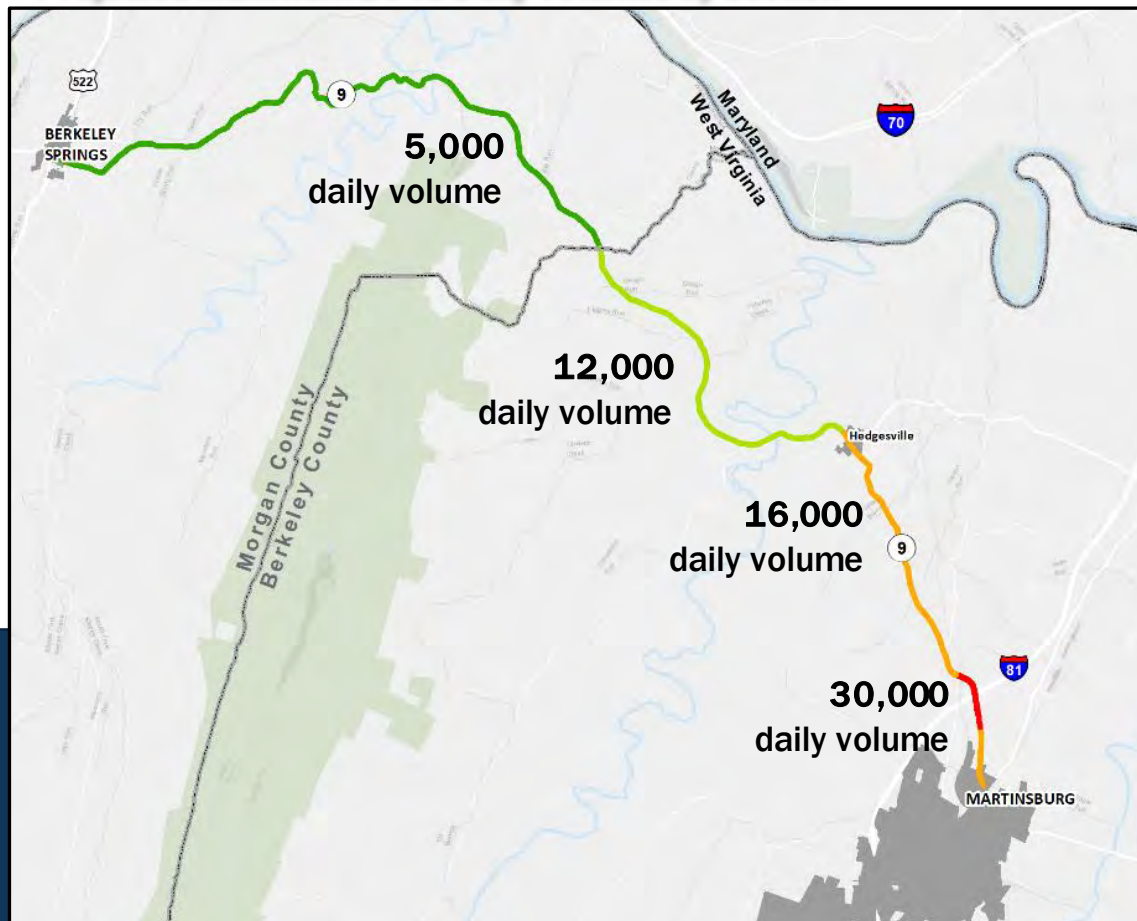 522
BERKELEY
SPRINGS
9
5,000
daily volume
Maryland
West Virginia
70
12,000
daily volume
Morgan County
Berkeley County
Hedgesville
16,000
daily volume
9
81
30,000
daily volume
MARTINSBURG